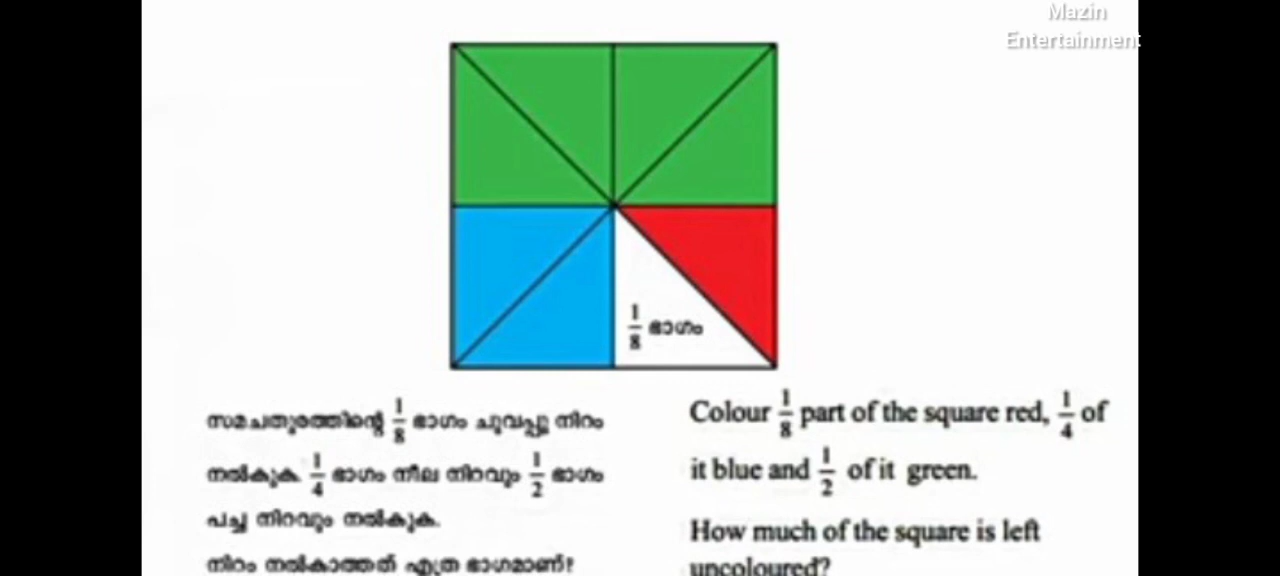 Mazin
Entertainment
1/8 ഭാഗം
സമചതുരത്തിന്റെ 1/8 ഭാഗം ചുവപ്പു നിറം
നൽകുക. 1/4 ഭാഗം നീല നിറവും 1/2 ഭാഗം
പച്ച നിറവും നൽകുക.
നിറം നൽകാത്തത് എത്ര ഭാഗമാണ്?
Colour 1/8 part of the square red, 1/4 of
it blue and 1/2 of it green.
How much of the square is left
uncoloured?